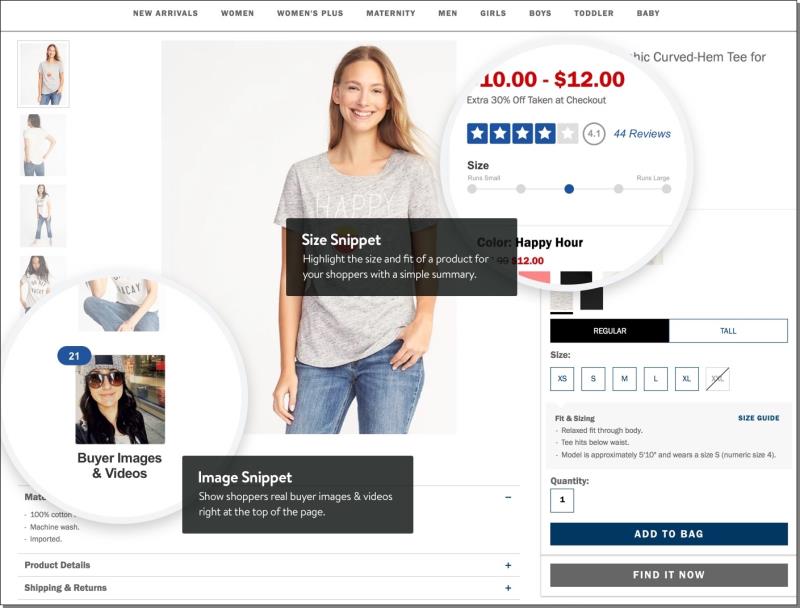 NEW ARRIVALS WOMEN WOMEN'S PLUS MATERNITY MEN GIRLS BOYS TODDLER BABY
Curved-Hem Tee for
10.00 - $12.00
Extra 30% Off Taken at Checkout
4.1 44 Reviews
Size
Runs Small Runs Large
HAPPY
Size Snippet
Highlight the size and fit of a product for
your shoppers with a simple summary.
Color: Happy Hour
$12.00
REGULAR TALL
Size:
XS S M L XL XXL
Fit & Sizing SIZE GUIDE
- Relaxed fit through body.
- Tee hits below waist.
- Model is approximately 5'10" and wears a size S (numeric size 4).
Quantity:
1
ADD TO BAG
FIND IT NOW
21
Buyer Images
& Videos
Image Snippet
Show shoppers real buyer images & videos
right at the top of the page.
- 100% cotton
- Machine wash.
- Imported.
Product Details +
Shipping & Returns +